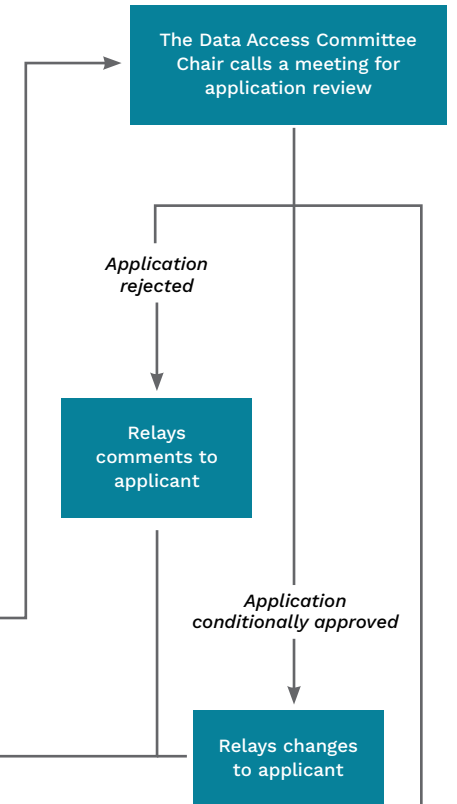 The Data Access Committee
Chair calls a meeting for
application review
Application
rejected
Relays
comments to
applicant
Application
conditionally approved
Relays changes
to applicant